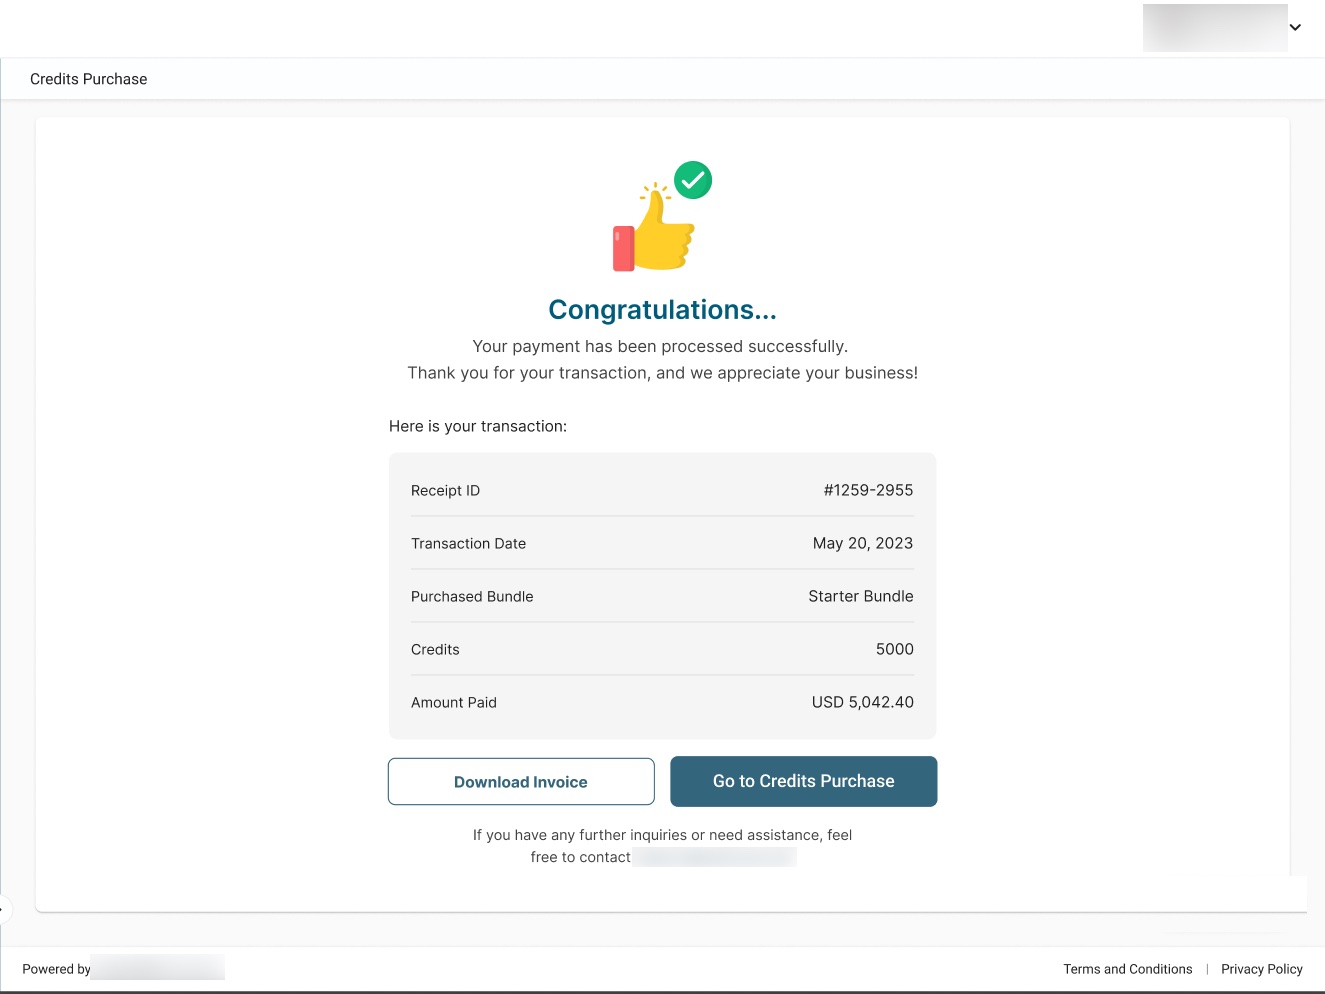 Credits Purchase
Congratulations...
Your payment has been processed successfully.
Thank you for your transaction, and we appreciate your business!
Here is your transaction:
Receipt ID #1259-2955
Transaction Date May 20, 2023
Purchased Bundle Starter Bundle
Credits 5000
Amount Paid USD 5,042.40
Download Invoice Go to Credits Purchase
If you have any further inquiries or need assistance, feel
free to contact
Powered by Terms and Conditions | Privacy Policy